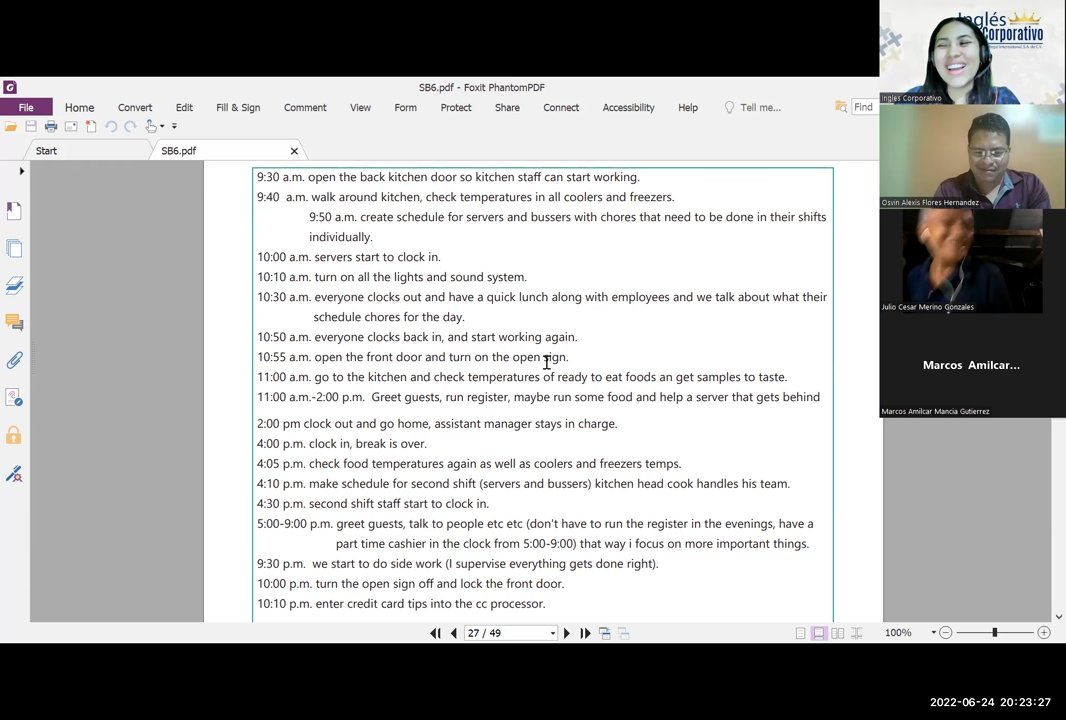 SB6.pdf - Foxit PhantomPDF
File Home Convert Edit Fill & Sign Comment View Form Protect Share Connect Accessibility Help Tell me... Find
Start SB6.pdf
9:30 a.m. open the back kitchen door so kitchen staff can start working.
9:40 a.m. walk around kitchen, check temperatures in all coolers and freezers.
9:50 a.m. create schedule for servers and bussers with chores that need to be done in their shifts
individually.
10:00 a.m. servers start to clock in.
10:10 a.m. turn on all the lights and sound system.
10:30 a.m. everyone clocks out and have a quick lunch along with employees and we talk about what their
schedule chores for the day.
10:50 a.m. everyone clocks back in, and start working again.
10:55 a.m. open the front door and turn on the open sign.
11:00 a.m. go to the kitchen and check temperatures of ready to eat foods an get samples to taste.
11:00 a.m.-2:00 p.m. Greet guests, run register, maybe run some food and help a server that gets behind
2:00 pm clock out and go home, assistant manager stays in charge.
4:00 p.m. clock in, break is over.
4:05 p.m. check food temperatures again as well as coolers and freezers temps.
4:10 p.m. make schedule for second shift (servers and bussers) kitchen head cook handles his team.
4:30 p.m. second shift staff start to clock in.
5:00-9:00 p.m. greet guests, talk to people etc etc (don't have to run the register in the evenings, have a
part time cashier in the clock from 5:00-9:00) that way i focus on more important things.
9:30 p.m. we start to do side work (I supervise everything gets done right).
10:00 p.m. turn the open sign off and lock the front door.
10:10 p.m. enter credit card tips into the cc processor.
27 / 49
100%
Inglés
Corporativo
Inglés Corporativo
Osvin Alexis Flores Hernandez
Julio Cesar Merino Gonzales
Marcos Amilcar...
Marcos Amilcar Mancia Gutierrez
2022-06-24 20:23:27